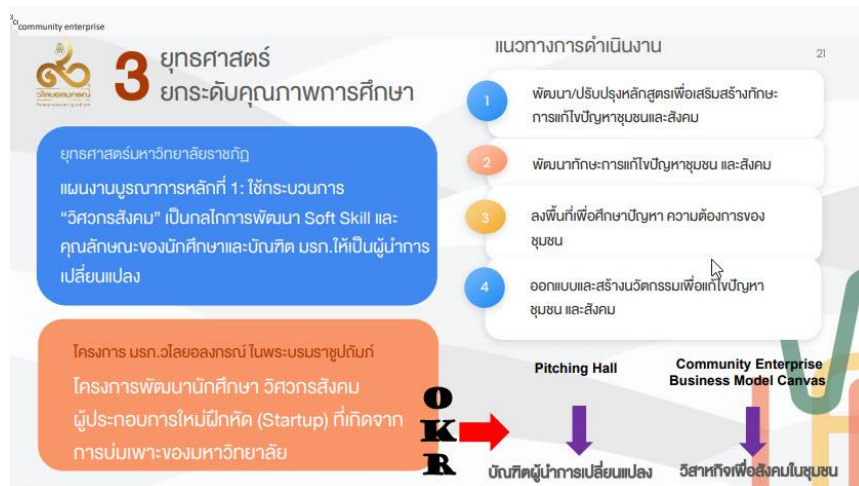 community enterprise
วไลยอลงกรณ์
3
ยุทธศาสตร์
ยกระดับคุณภาพการศึกษา
ยุทธศาสตร์มหาวิทยาลัยราชภัฏ
แผนงานบูรณาการหลักที่ 1: ใช้กระบวนการ
“วิศวกรสังคม” เป็นกลไกการพัฒนา Soft Skill และ
คุณลักษณะของนักศึกษาและบัณฑิต มรภ.ให้เป็นผู้นำการ
เปลี่ยนแปลง
โครงการ มรภ.วไลยอลงกรณ์ ในพระบรมราชูปถัมภ์
โครงการพัฒนานักศึกษา วิศวกรสังคม
ผู้ประกอบการใหม่ฝึกหัด (Startup) ที่เกิดจาก
การบ่มเพาะของมหาวิทยาลัย
แนวทางการดำเนินงาน
21
1
พัฒนา/ปรับปรุงหลักสูตรเพื่อเสริมสร้างทักษะ
การแก้ไขปัญหาชุมชนและสังคม
2
พัฒนาทักษะการแก้ไขปัญหาชุมชน และสังคม
3
ลงพื้นที่เพื่อศึกษาปัญหา ความต้องการของ
ชุมชน
4
ออกแบบและสร้างนวัตกรรมเพื่อแก้ไขปัญหา
ชุมชน และสังคม
O
K
R
Pitching Hall
Community Enterprise
Business Model Canvas
บัณฑิตผู้นำการเปลี่ยนแปลง
วิสาหกิจเพื่อสังคมในชุมชน